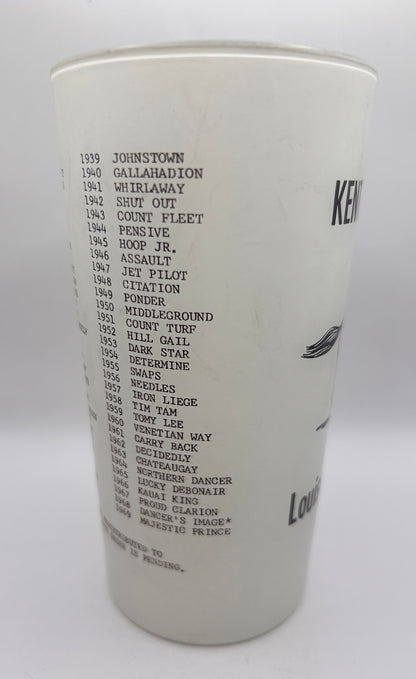 1939 JOHNSTOWN
1940 GALLAHADION
1941 WHIRLAWAY
1942 SHUT OUT
1943 COUNT FLEET
1944 PENSIVE
1945 HOOP JR.
1946 ASSAULT
1947 JET PILOT
1948 CITATION
1949 PONDER
1950 MIDDLEGROUND
1951 COUNT TURF
1952 HILL GAIL
1953 DARK STAR
1954 DETERMINE
1955 SWAPS
1956 NEEDLES
1957 IRON LIEGE
1958 TIM TAM
1959 TOMY LEE
1960 VENETIAN WAY
1961 CARRY BACK
1962 DECIDEDLY
1963 CHATEAUGAY
1964 NORTHERN DANCER
1965 LUCKY DEBONAIR
1966 KAUAI KING
1967 PROUD CLARION
1968 DANCER'S IMAGE*
1969 MAJESTIC PRINCE
TO
IS PENDING.
KEN
Louis